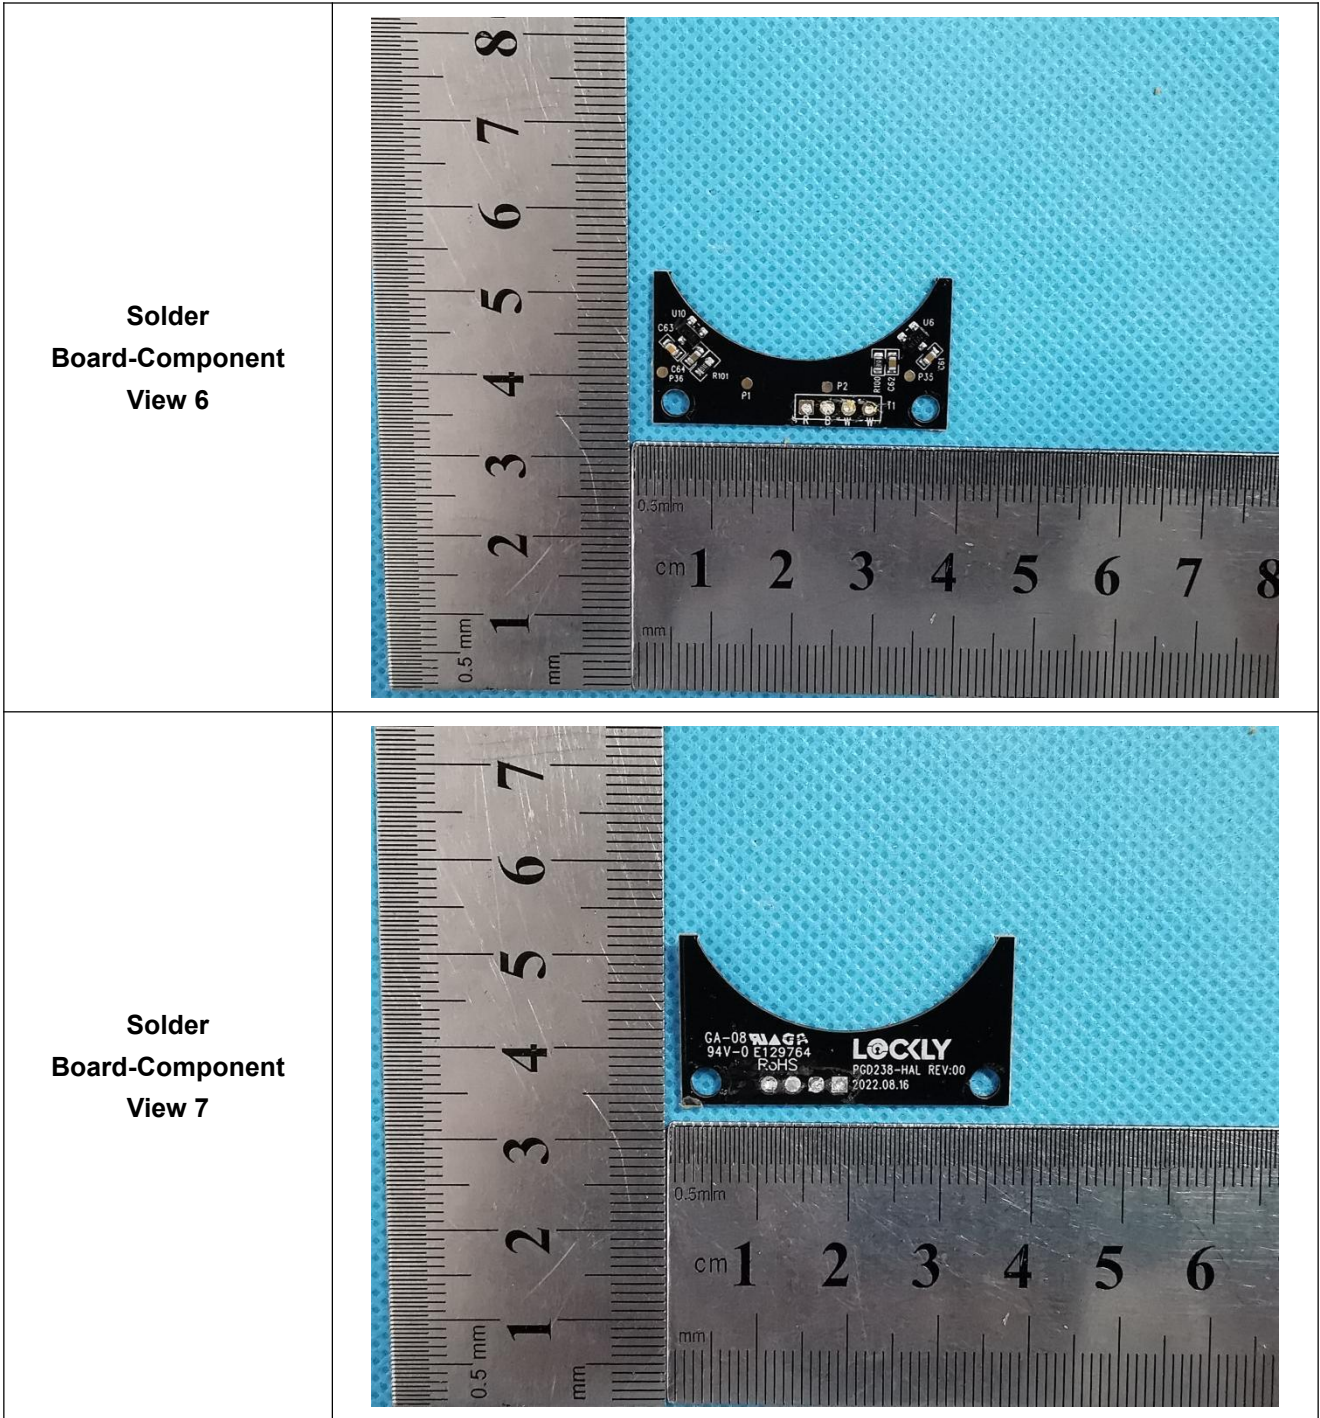 Solder
Board-Component
View 6
8
7
6
5
4
3
2
1
0.5 mm
mm
U10
C63
C64
P36
R101
P1
P2
R100
C62
U6
C61
P35
T1
R B W W
0.5mm
cm 1 2 3 4 5 6 7 8
mm
Solder
Board-Component
View 7
7
6
5
4
3
2
1
0.5 mm
mm
GA-08
94V-0 E129764
RoHS
LOCKLY
PGD238-HAL REV:00
2022.08.16
0.5mm
cm 1 2 3 4 5 6
mm